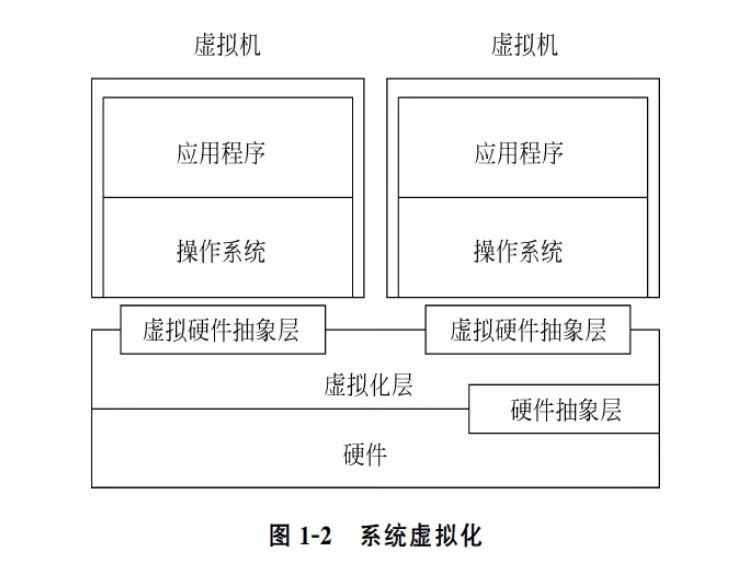 虚拟机 虚拟机
应用程序 应用程序
操作系统 操作系统
虚拟硬件抽象层 虚拟硬件抽象层
虚拟化层
硬件抽象层
硬件
图 1-2 系统虚拟化